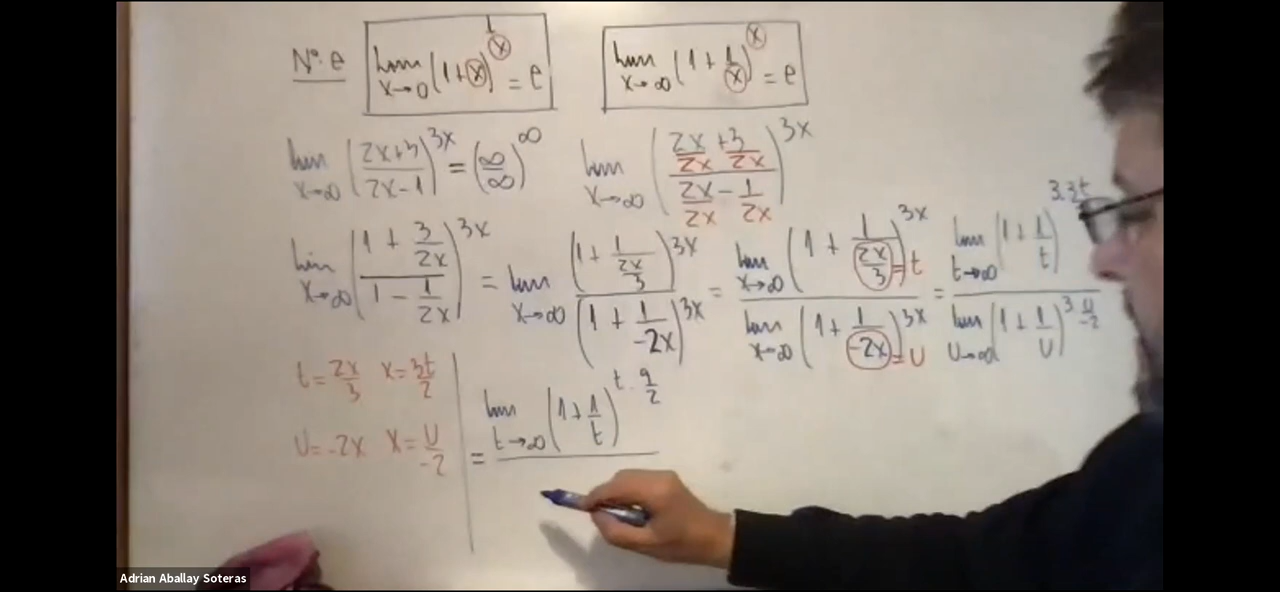 Nº e lim x→0 (1 + x)^(1/x) = e lim x→∞ (1 + 1/x)^x = e
lim x→∞ ((2x+3)/(2x-1))^3x = (∞/∞)^∞ lim x→∞ ((2x/2x + 3/2x)/(2x/2x - 1/2x))^3x
lim x→∞ ((1 + 3/2x)/(1 - 1/2x))^3x = lim x→∞ (1 + 1/(2x/3))^3x / (1 + 1/-2x)^3x = lim x→∞ (1 + 1/(2x/3) = t)^3x / lim x→∞ (1 + 1/(-2x) = u)^3x = lim t→∞ (1 + 1/t)^3.3t / lim u→∞ (1 + 1/u)^3 u/-2
t = 2x/3 x = 3t/2
u = -2x x = u/-2
= lim t→∞ (1 + 1/t)^t . 9/2
Adrian Aballay Soteras